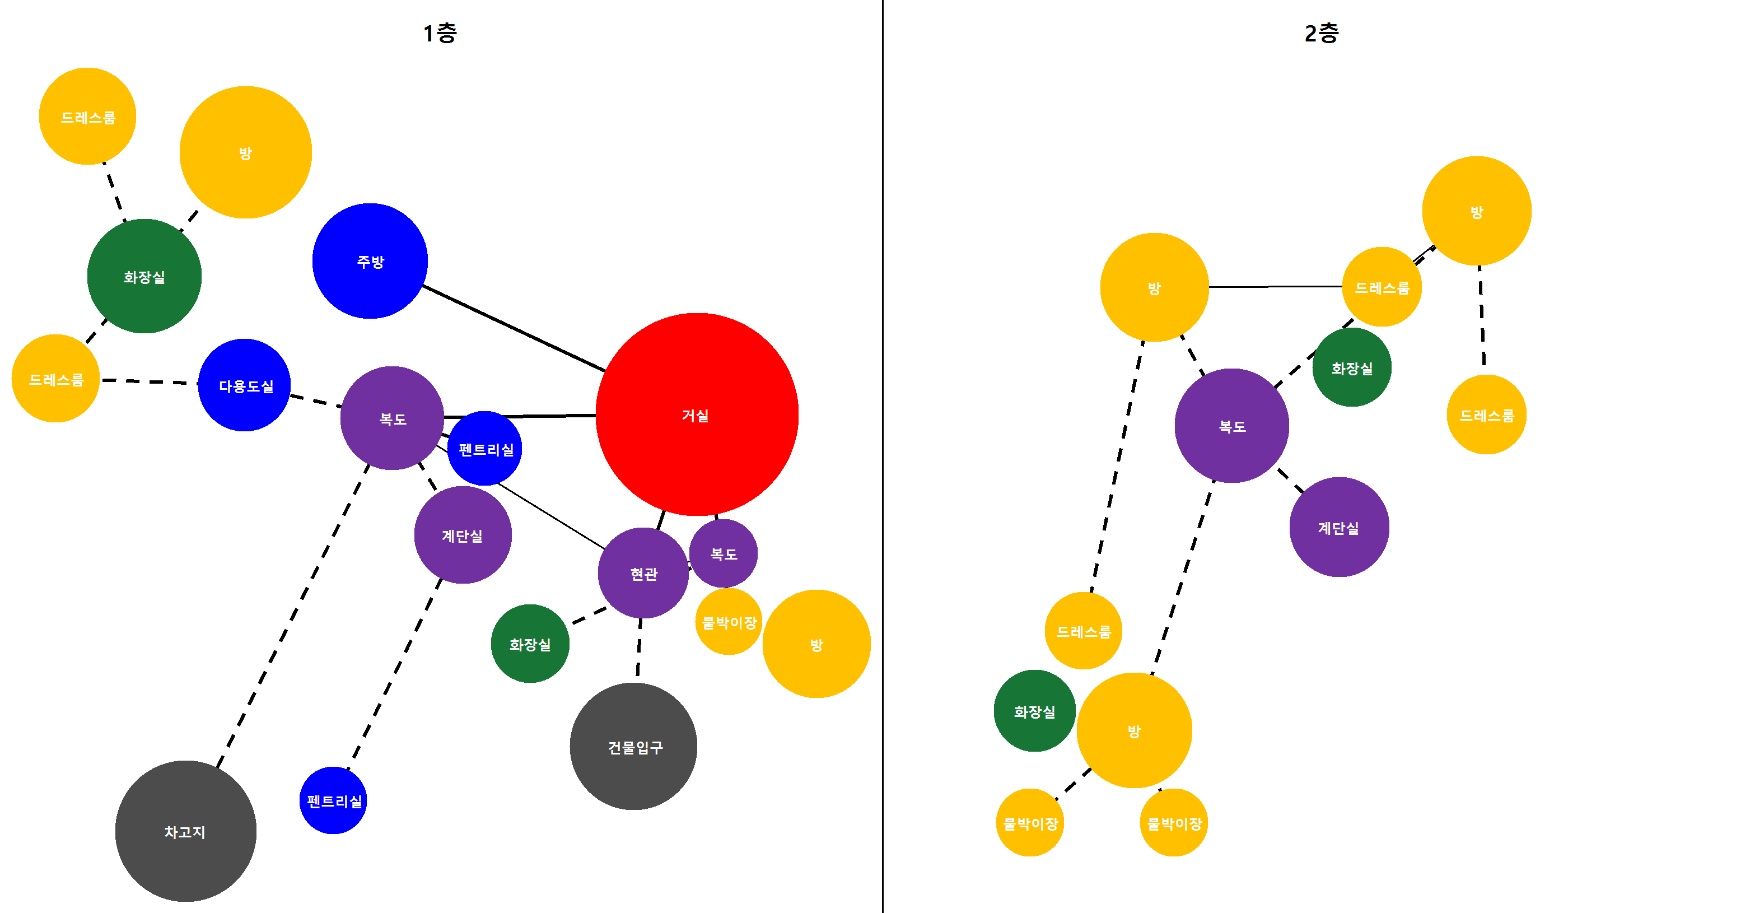 1층
드레스룸
방
화장실
주방
드레스룸
다용도실
복도
거실
펜트리실
계단실
현관
복도
화장실
붙박이장
방
건물입구
차고지
펜트리실
2층
방
방
드레스룸
화장실
드레스룸
복도
계단실
드레스룸
화장실
방
붙박이장
붙박이장